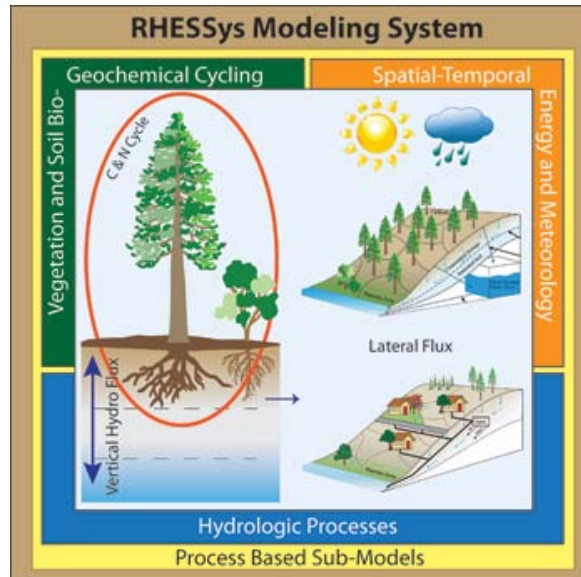 RHESSys Modeling System
Geochemical Cycling
Spatial-Temporal
Vegetation and Soil Bio-
Energy and Meteorology
C & N Cycle
Lateral Flux
Vertical Hydro Flux
Hydrologic Processes
Process Based Sub-Models